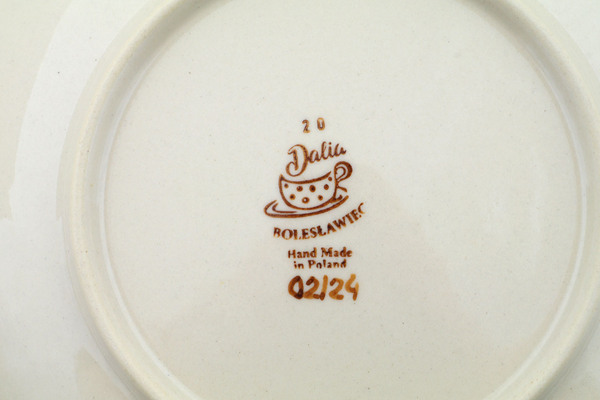 20
Dalia
BOLESŁAWIEC
Hand Made
in Poland
02/24